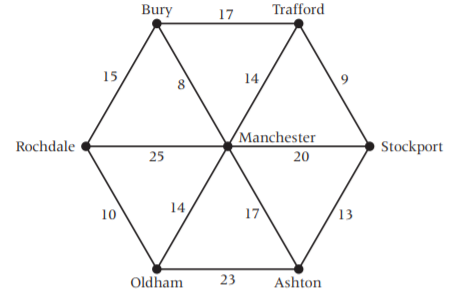 Bury 17 Trafford
15 8 14 9
Rochdale Manchester Stockport
25 20
10 14 17 13
Oldham 23 Ashton